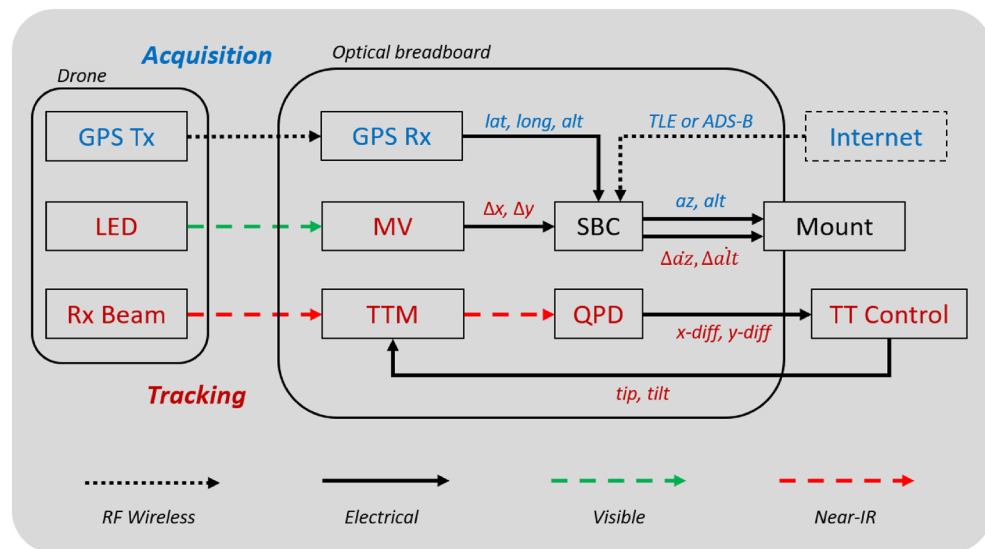 Acquisition
Optical breadboard
Drone
GPS Tx
GPS Rx
lat, long, alt
TLE or ADS-B
Internet
LED
MV
Δx, Δy
SBC
az, alt
Mount
Δȧz, Δal̇t
Rx Beam
TTM
QPD
x-diff, y-diff
TT Control
Tracking
tip, tilt
RF Wireless
Electrical
Visible
Near-IR